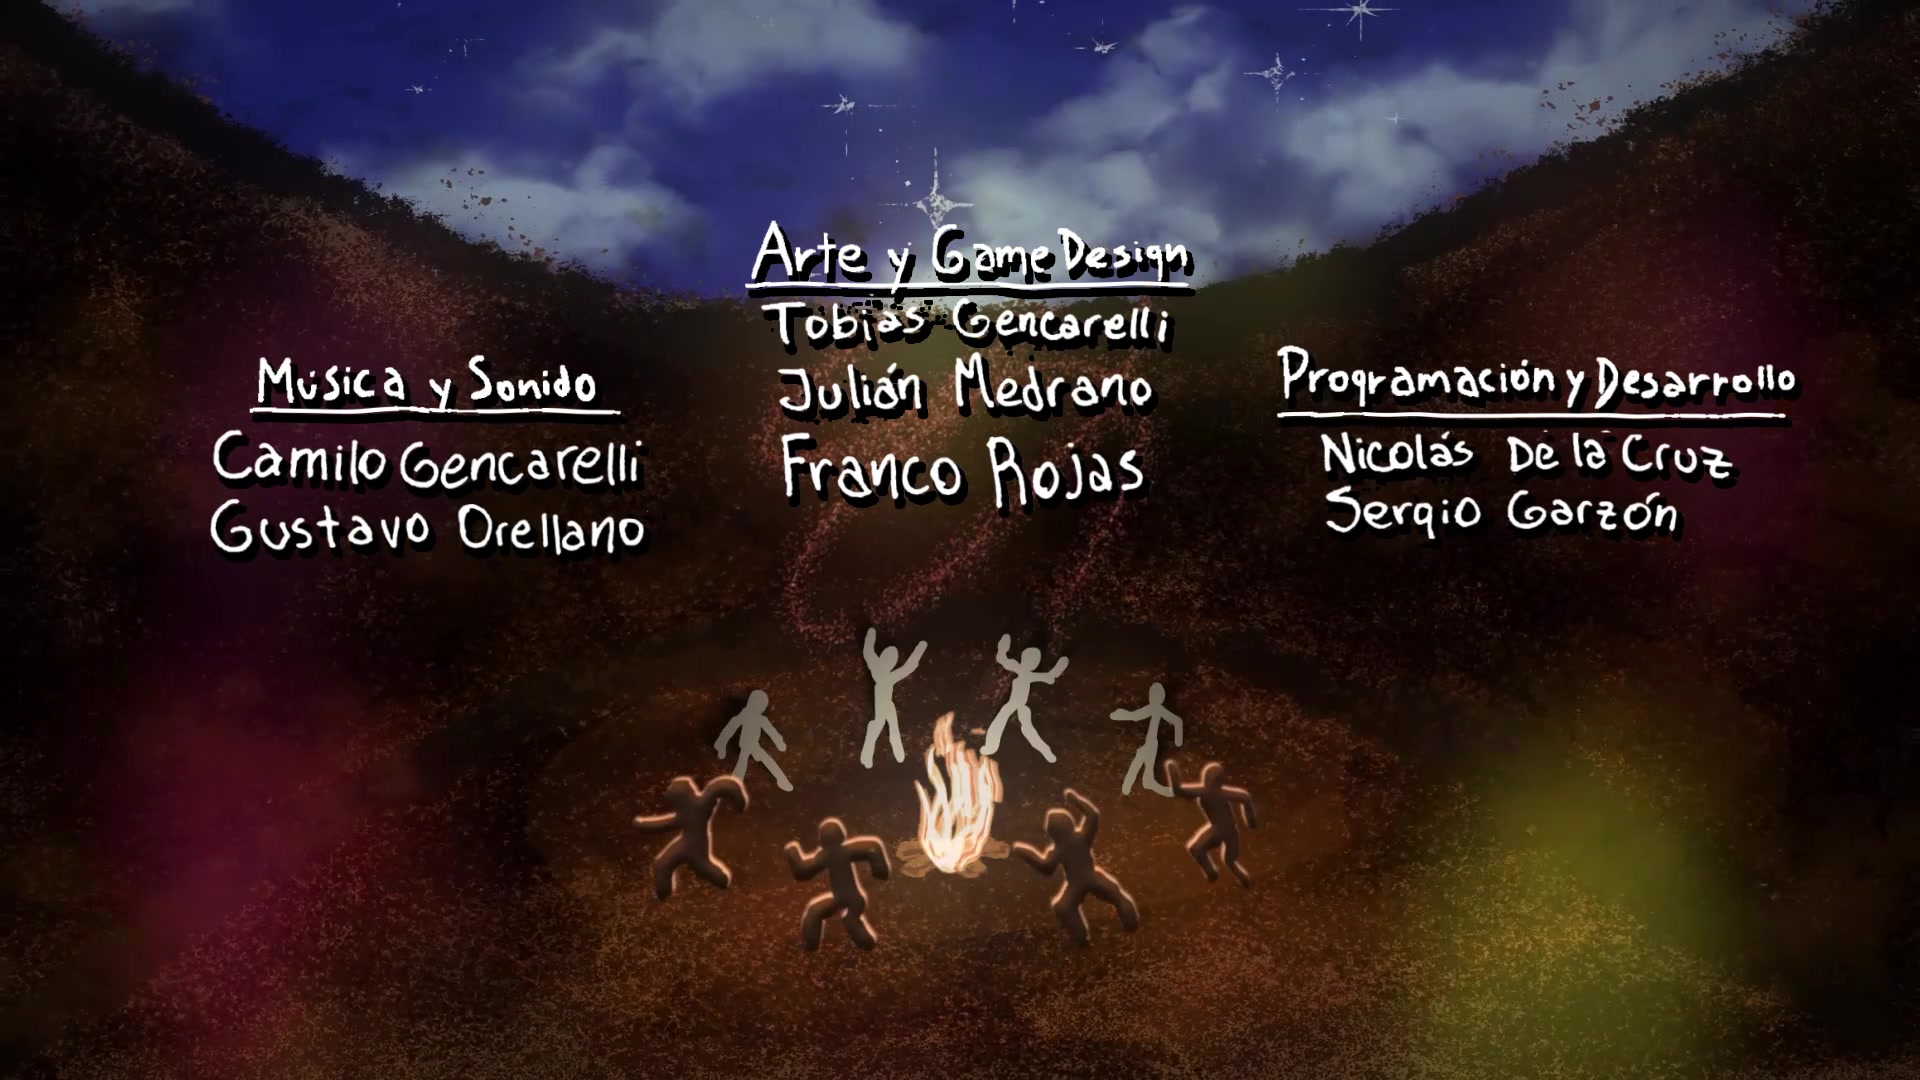 Música y Sonido
Camilo Gencarelli
Gustavo Orellano
Arte y Game Design
Tobias Gencarelli
Julián Medrano
Franco Rojas
Programación y Desarrollo
Nicolás De la Cruz
Sergio Garzón